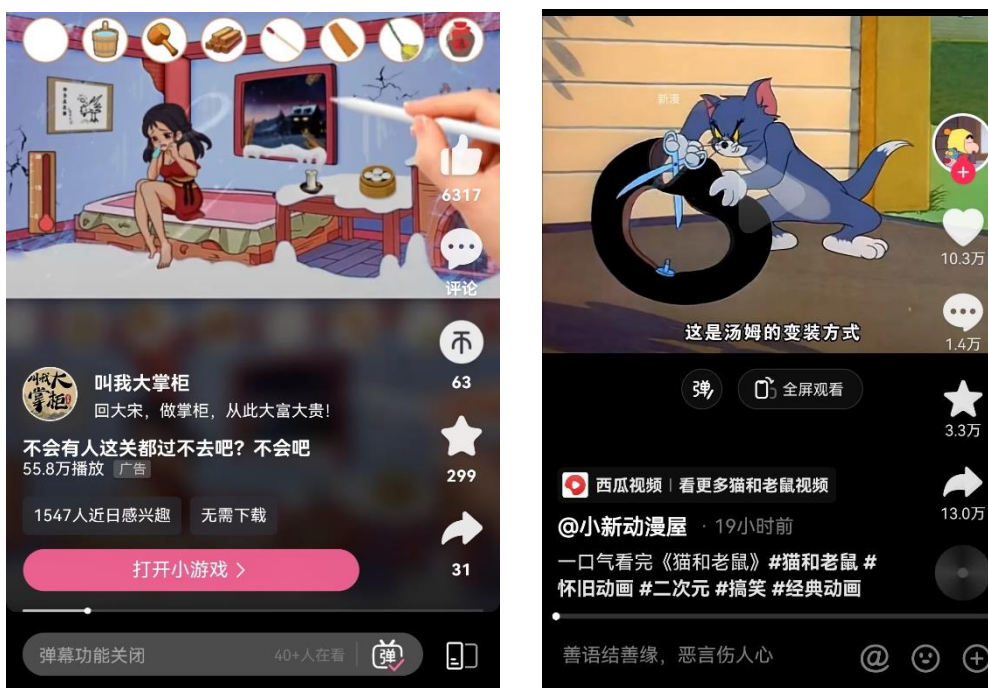 6317
评论
63
叫我大掌柜
叫我大掌柜
回大宋，做掌柜，从此大富大贵！
不会有人这关都过不去吧？不会吧
55.8万播放 广告
299
1547人近日感兴趣 无需下载
打开小游戏 >
31
弹幕功能关闭 40+人在看 弹
新漫
10.3万
这是汤姆的变装方式
1.4万
弹 全屏观看
3.3万
西瓜视频 | 看更多猫和老鼠视频
13.0万
@小新动漫屋 · 19小时前
一口气看完《猫和老鼠》#猫和老鼠 #
怀旧动画 #二次元 #搞笑 #经典动画
善语结善缘，恶言伤人心 @